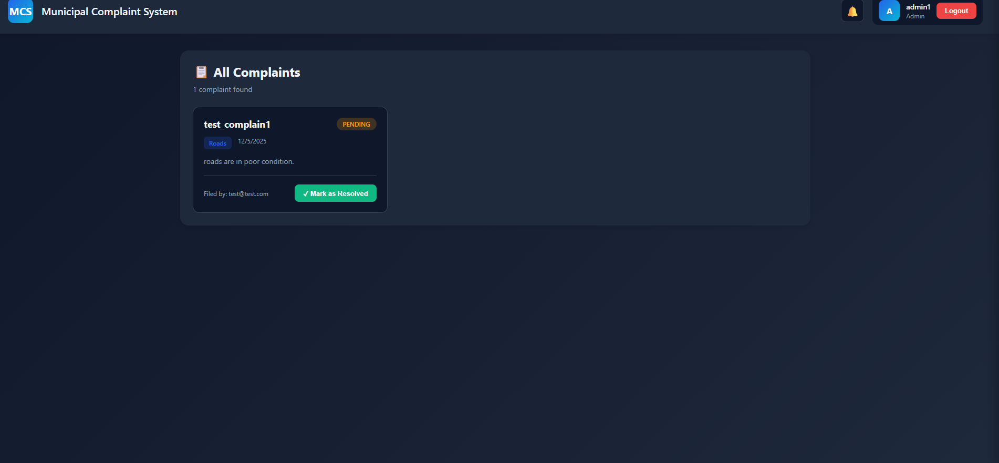 MCS Municipal Complaint System
A admin1 Logout
Admin
All Complaints
1 complaint found
test_complain1 PENDING
Roads 12/5/2025
roads are in poor condition.
Filed by: test@test.com ✓ Mark as Resolved